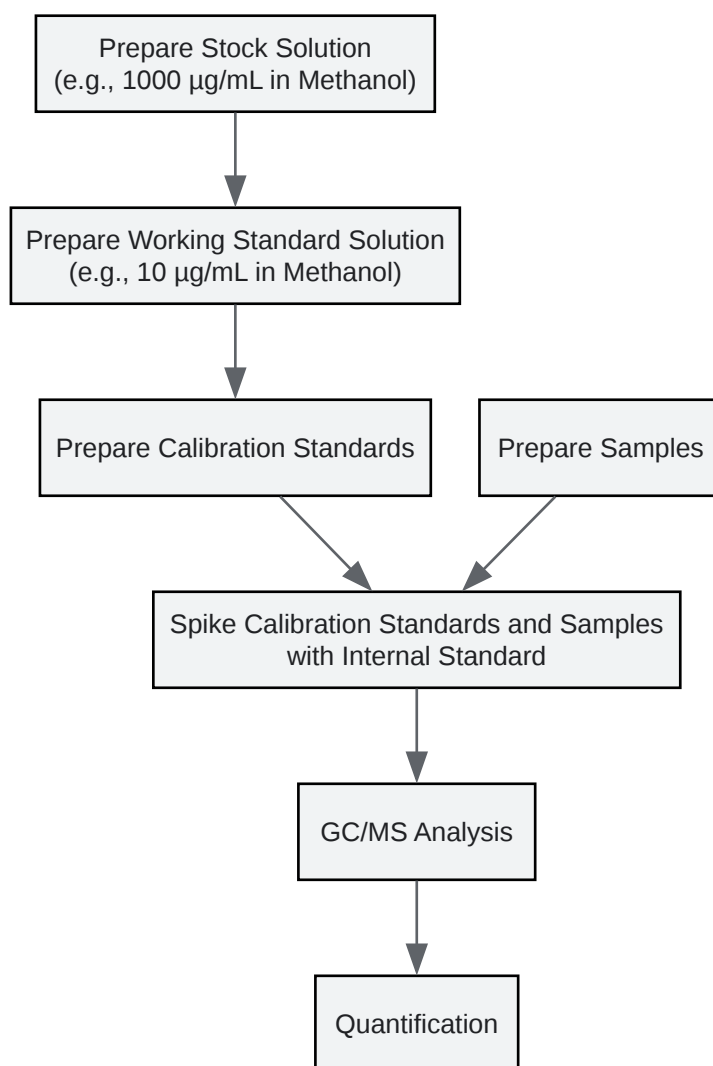 Prepare Stock Solution
(e.g., 1000 µg/mL in Methanol)
Prepare Working Standard Solution
(e.g., 10 µg/mL in Methanol)
Prepare Calibration Standards
Prepare Samples
Spike Calibration Standards and Samples
with Internal Standard
GC/MS Analysis
Quantification